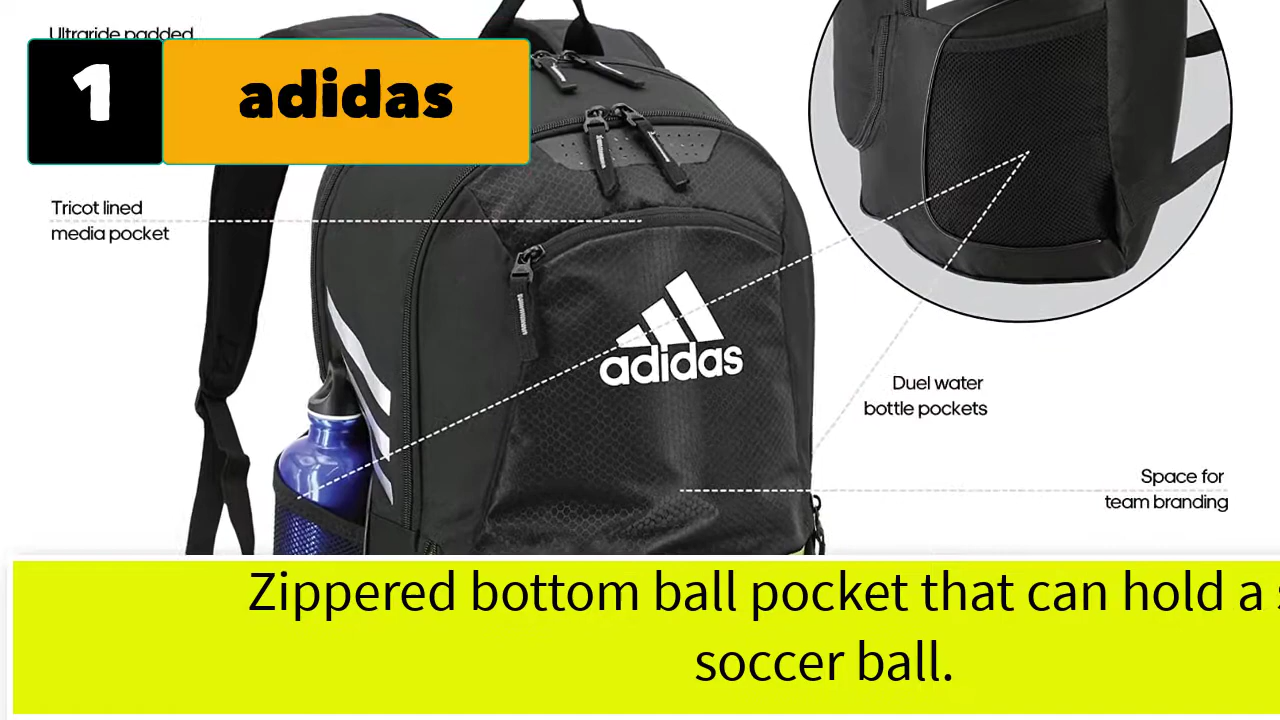 Ultraride padded
1
adidas
Tricot lined
media pocket
adidas
Duel water
bottle pockets
Space for
team branding
Zippered bottom ball pocket that can hold a
soccer ball.